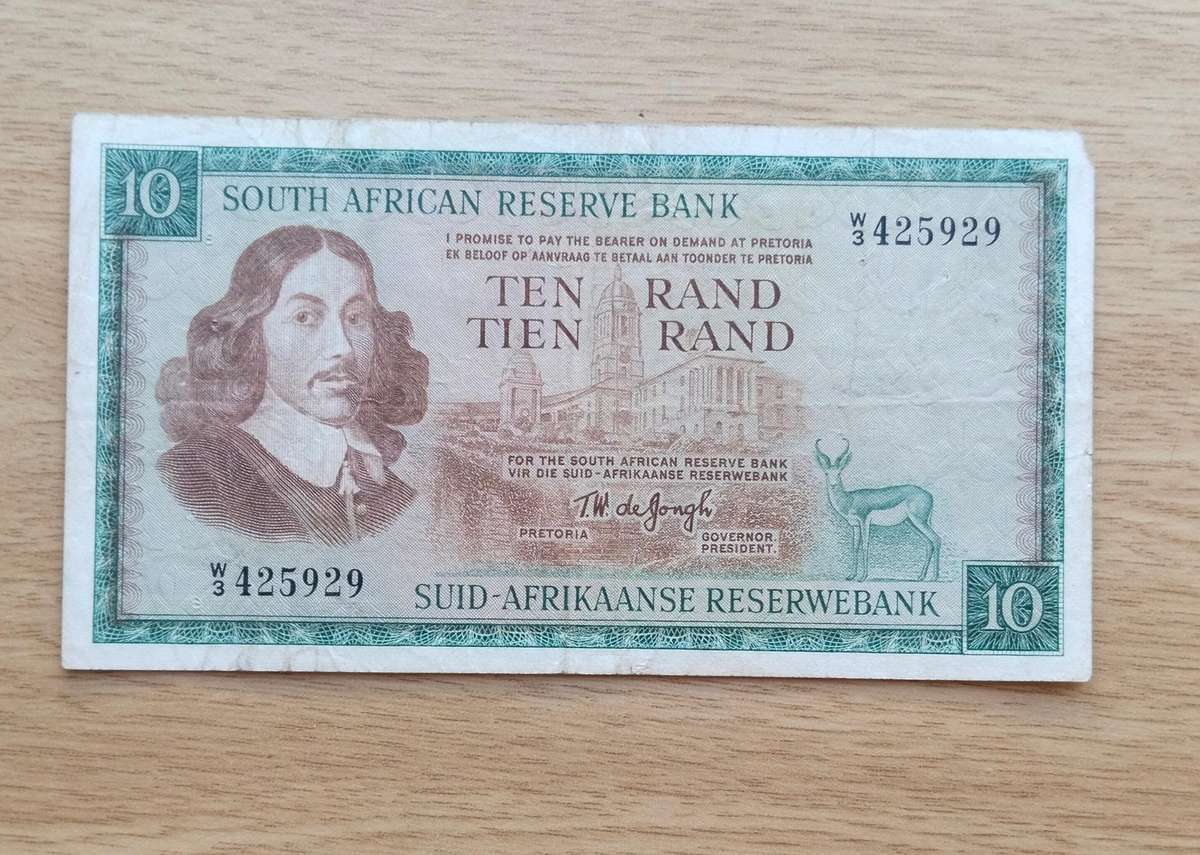 10
SOUTH AFRICAN RESERVE BANK
W/3 425929
I PROMISE TO PAY THE BEARER ON DEMAND AT PRETORIA
EK BELOOF OP AANVRAAG TE BETAAL AAN TOONDER TE PRETORIA
TEN RAND
TIEN RAND
FOR THE SOUTH AFRICAN RESERVE BANK
VIR DIE SUID-AFRIKAANSE RESERWEBANK
T.W. de Jongh
PRETORIA
GOVERNOR.
PRESIDENT.
W/3 425929
SUID-AFRIKAANSE RESERWEBANK
10